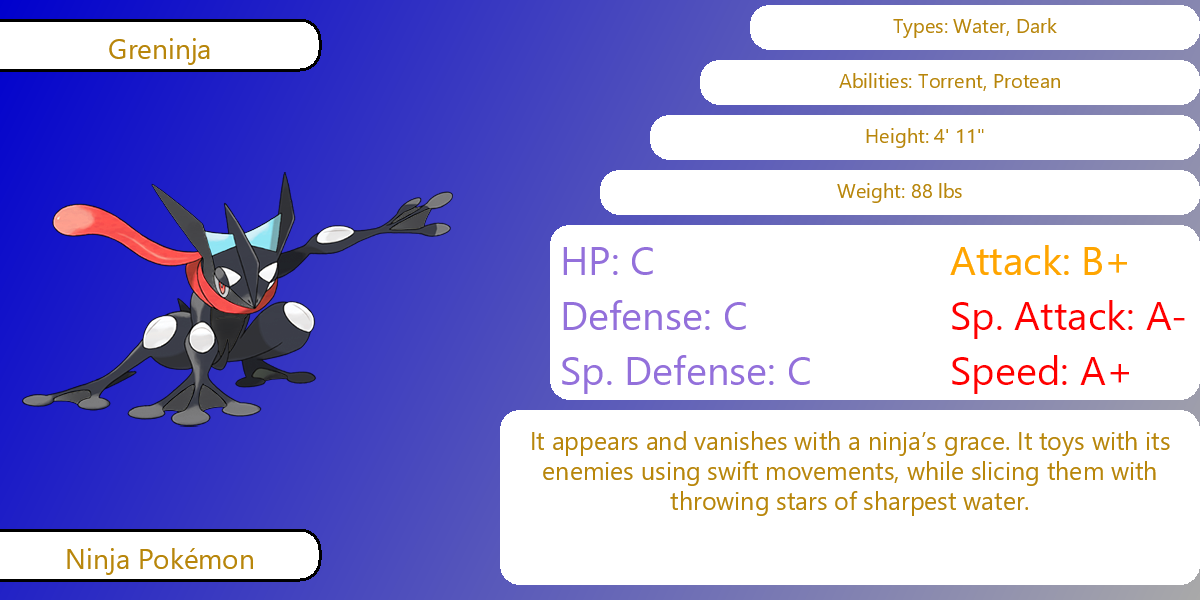 Greninja
Types: Water, Dark
Abilities: Torrent, Protean
Height: 4' 11"
Weight: 88 lbs
HP: C
Attack: B+
Defense: C
Sp. Attack: A-
Sp. Defense: C
Speed: A+
It appears and vanishes with a ninja’s grace. It toys with its
enemies using swift movements, while slicing them with
throwing stars of sharpest water.
Ninja Pokémon